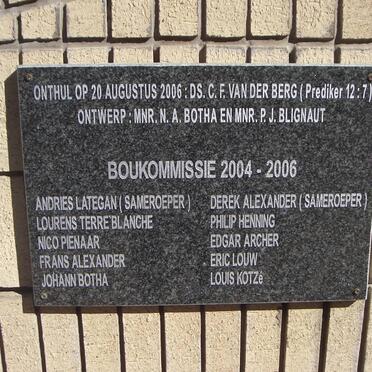 ONTHUL OP 20 AUGUSTUS 2006 : DS. C. F. VAN DER BERG ( Prediker 12 : 7 )
ONTWERP : MNR. N. A. BOTHA EN MNR. P. J. BLIGNAUT
BOUKOMMISSIE 2004 - 2006
ANDRIES LATEGAN ( SAMEROEPER )
LOURENS TERRE'BLANCHE
NICO PIENAAR
FRANS ALEXANDER
JOHANN BOTHA
DEREK ALEXANDER ( SAMEROEPER )
PHILIP HENNING
EDGAR ARCHER
ERIC LOUW
LOUIS KOTZé